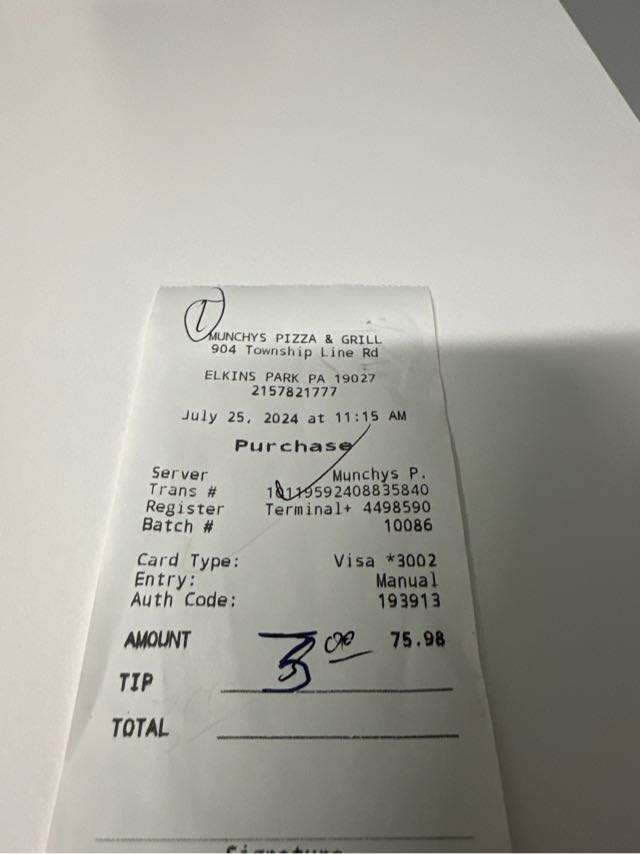 1
MUNCHYS PIZZA & GRILL
904 Township Line Rd
ELKINS PARK PA 19027
2157821777
July 25, 2024 at 11:15 AM
Purchase
Server Munchys P.
Trans # 10119592408835840
Register Terminal+ 4498590
Batch # 10086
Card Type: Visa *3002
Entry: Manual
Auth Code: 193913
AMOUNT 75.98
TIP 3.00
TOTAL
Signature